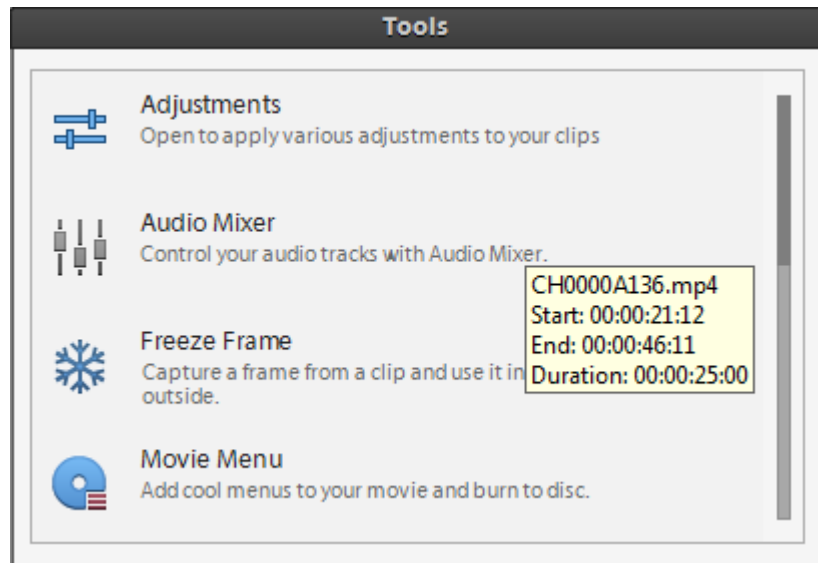 Tools
Adjustments
Open to apply various adjustments to your clips
Audio Mixer
Control your audio tracks with Audio Mixer.
CH0000A136.mp4
Start: 00:00:21:12
End: 00:00:46:11
Duration: 00:00:25:00
Freeze Frame
Capture a frame from a clip and use it in
outside.
Movie Menu
Add cool menus to your movie and burn to disc.